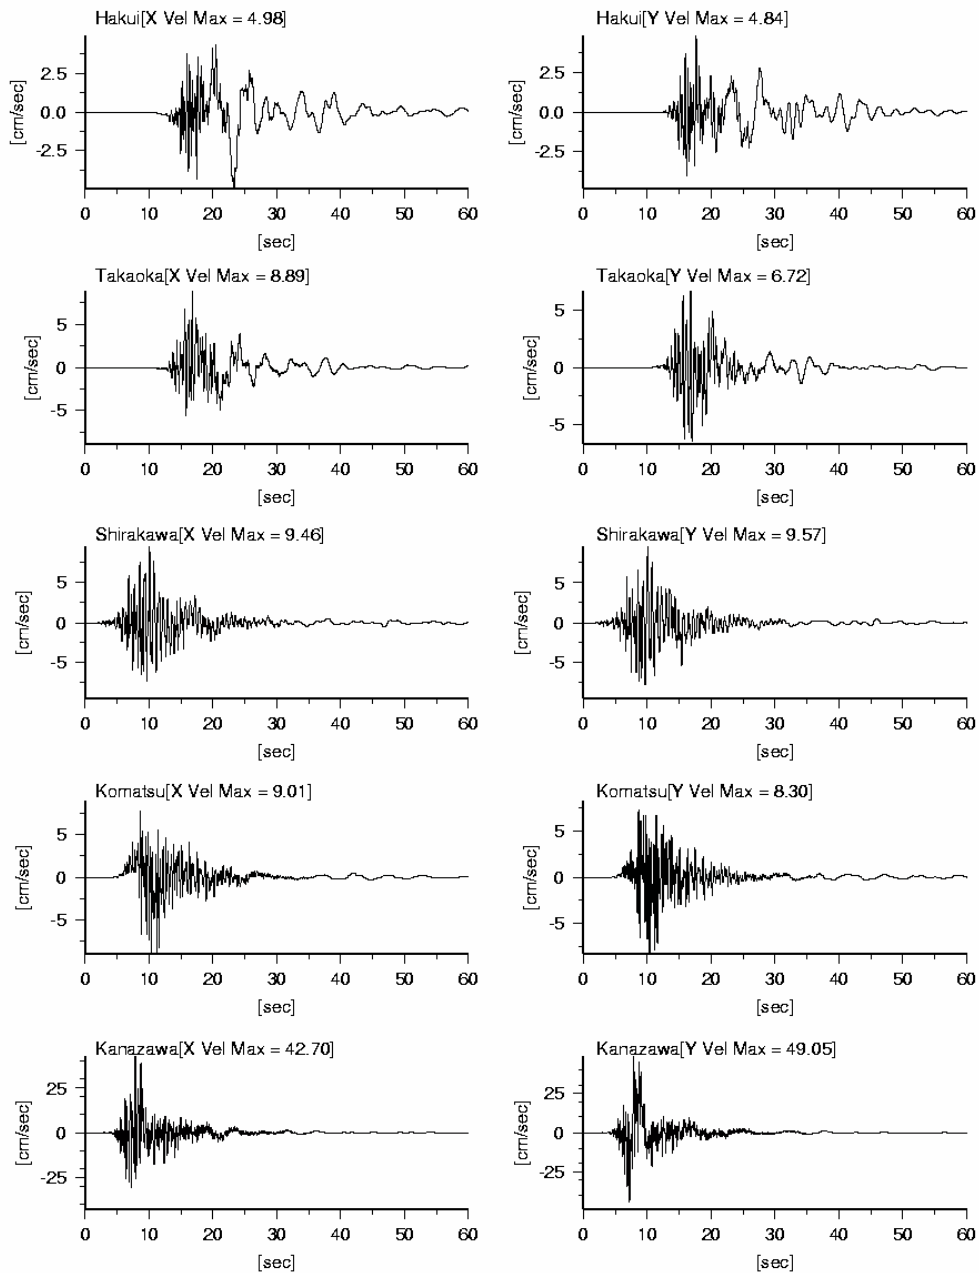 Hakui[X Vel Max = 4.98]
[cm/sec]
2.5
0.0
-2.5
0 10 20 30 40 50 60
[sec]
Hakui[Y Vel Max = 4.84]
[cm/sec]
2.5
0.0
-2.5
0 10 20 30 40 50 60
[sec]
Takaoka[X Vel Max = 8.89]
[cm/sec]
5
0
-5
0 10 20 30 40 50 60
[sec]
Takaoka[Y Vel Max = 6.72]
[cm/sec]
5
0
-5
0 10 20 30 40 50 60
[sec]
Shirakawa[X Vel Max = 9.46]
[cm/sec]
5
0
-5
0 10 20 30 40 50 60
[sec]
Shirakawa[Y Vel Max = 9.57]
[cm/sec]
5
0
-5
0 10 20 30 40 50 60
[sec]
Komatsu[X Vel Max = 9.01]
[cm/sec]
5
0
-5
0 10 20 30 40 50 60
[sec]
Komatsu[Y Vel Max = 8.30]
[cm/sec]
5
0
-5
0 10 20 30 40 50 60
[sec]
Kanazawa[X Vel Max = 42.70]
[cm/sec]
25
0
-25
0 10 20 30 40 50 60
[sec]
Kanazawa[Y Vel Max = 49.05]
[cm/sec]
25
0
-25
0 10 20 30 40 50 60
[sec]